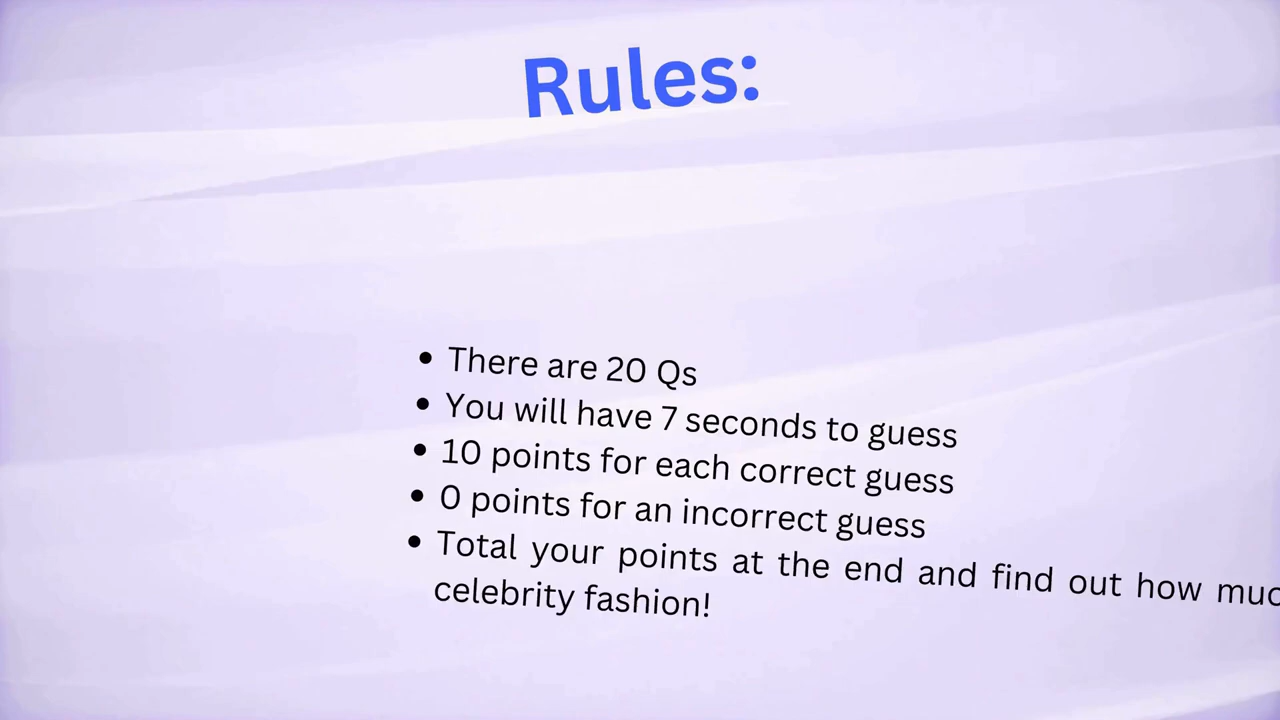 Rules:
• There are 20 Qs
• You will have 7 seconds to guess
• 10 points for each correct guess
• 0 points for an incorrect guess
• Total your points at the end and find out how
celebrity fashion!